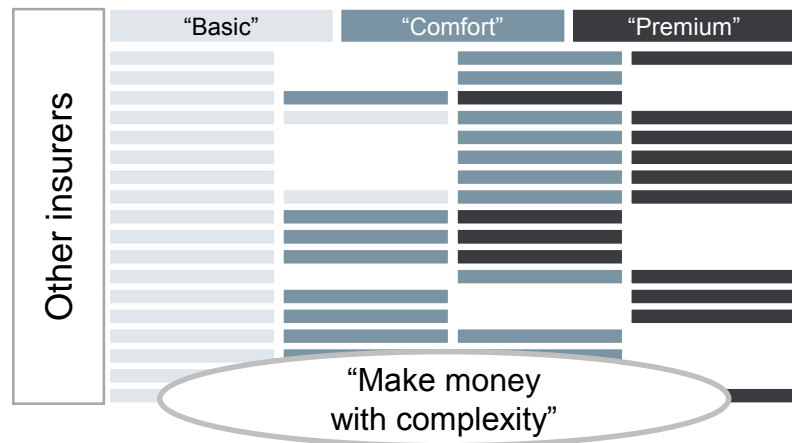 “Basic”
“Comfort”
“Premium”
Other insurers
“Make money
with complexity”